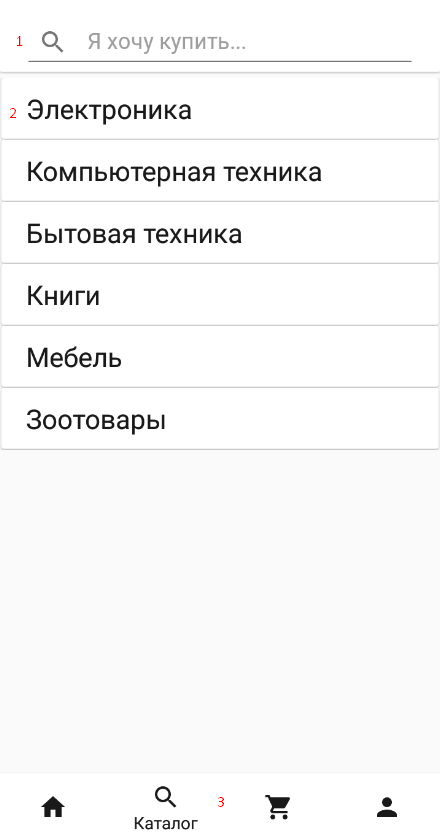 1 Я хочу купить...
2 Электроника
Компьютерная техника
Бытовая техника
Книги
Мебель
Зоотовары
3
Каталог